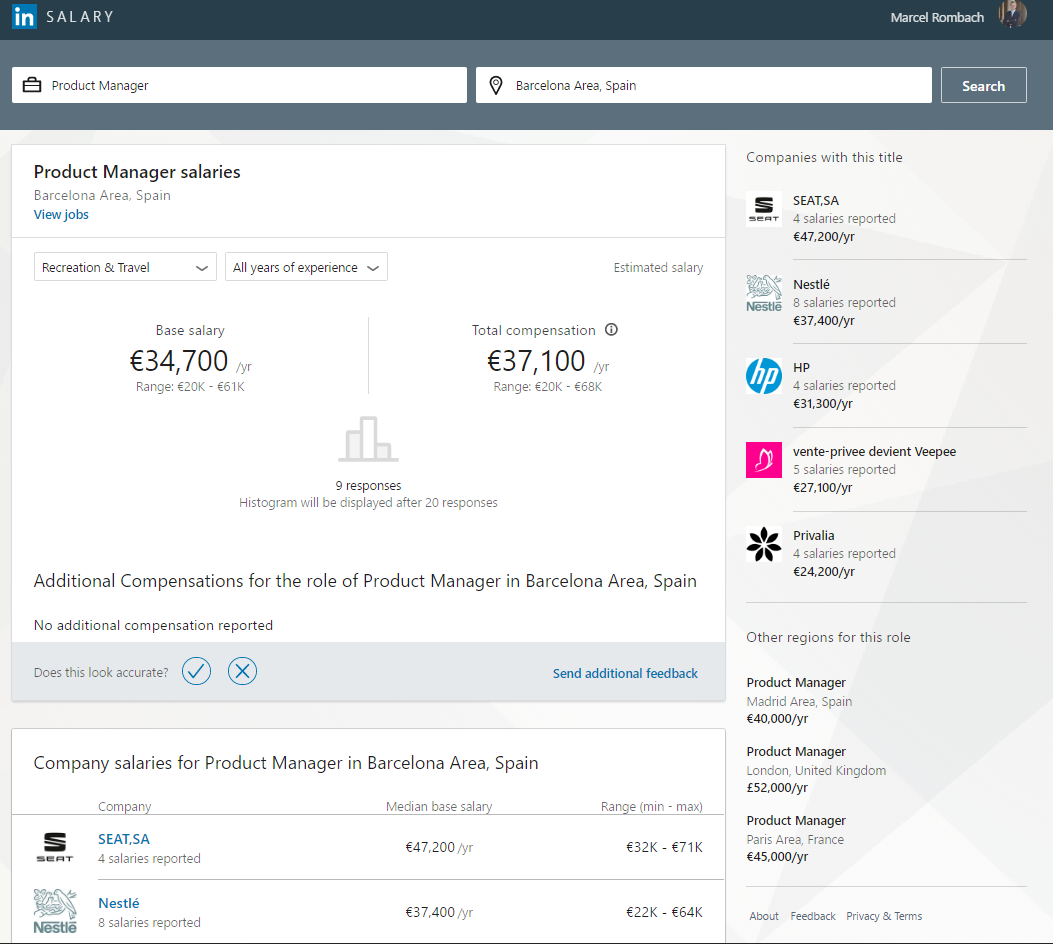 in SALARY
Marcel Rombach
Product Manager
Barcelona Area, Spain
Search
Product Manager salaries
Barcelona Area, Spain
View jobs
Recreation & Travel
All years of experience
Estimated salary
Base salary
€34,700 /yr
Range: €20K - €61K
Total compensation
€37,100 /yr
Range: €20K - €68K
9 responses
Histogram will be displayed after 20 responses
Additional Compensations for the role of Product Manager in Barcelona Area, Spain
No additional compensation reported
Does this look accurate?
Send additional feedback
Company salaries for Product Manager in Barcelona Area, Spain
Company
Median base salary
Range (min - max)
SEAT
SEAT,SA
4 salaries reported
€47,200 /yr
€32K - €71K
Nestlé
Nestlé
8 salaries reported
€37,400 /yr
€22K - €64K
Companies with this title
SEAT
SEAT,SA
4 salaries reported
€47,200/yr
Nestlé
Nestlé
8 salaries reported
€37,400/yr
hp
HP
4 salaries reported
€31,300/yr
vente-privee devient Veepee
5 salaries reported
€27,100/yr
Privalia
4 salaries reported
€24,200/yr
Other regions for this role
Product Manager
Madrid Area, Spain
€40,000/yr
Product Manager
London, United Kingdom
£52,000/yr
Product Manager
Paris Area, France
€45,000/yr
About Feedback Privacy & Terms